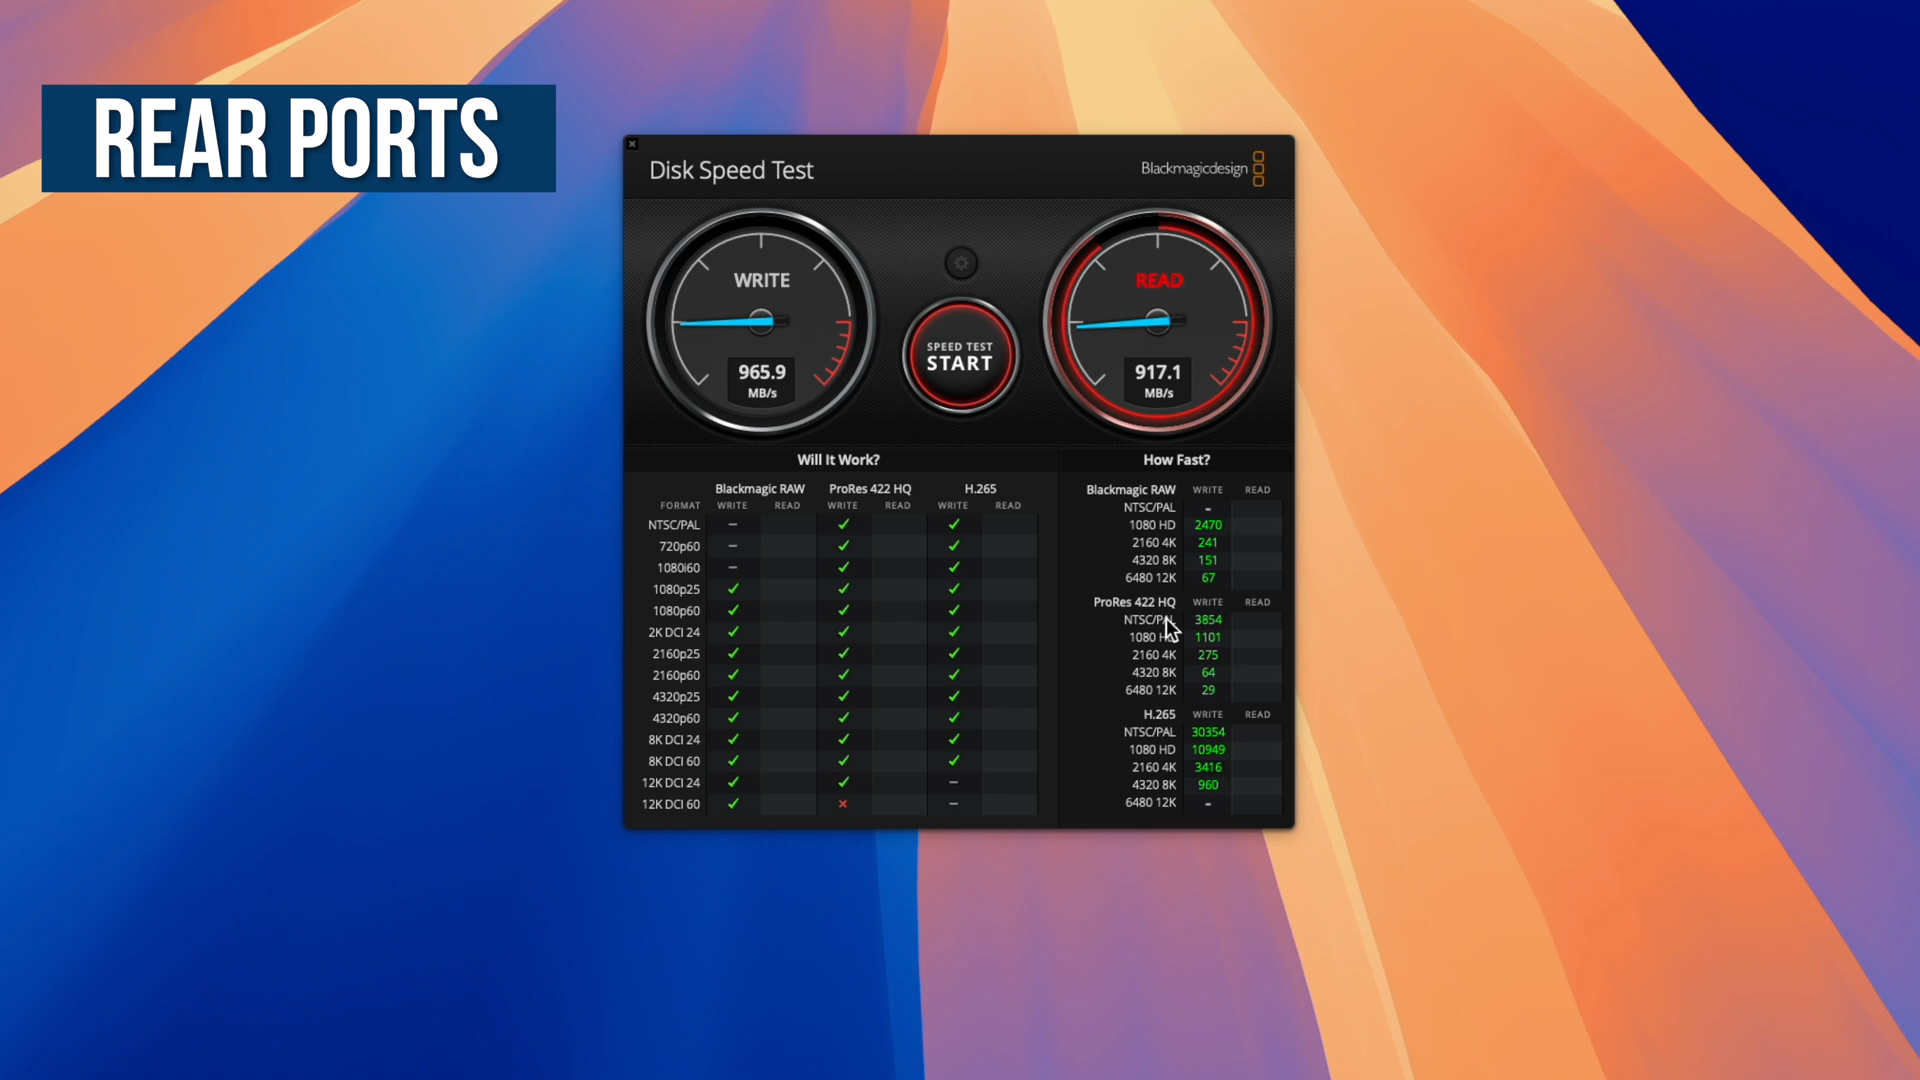 REAR PORTS
Disk Speed Test
Blackmagicdesign
WRITE
965.9
MB/s
SPEED TEST
START
READ
917.1
MB/s
Will It Work?
Blackmagic RAW ProRes 422 HQ H.265
FORMAT WRITE READ WRITE READ WRITE READ
NTSC/PAL – ✓ ✓
720p60 – ✓ ✓
1080i60 – ✓ ✓
1080p25 ✓ ✓ ✓
1080p60 ✓ ✓ ✓
2K DCI 24 ✓ ✓ ✓
2160p25 ✓ ✓ ✓
2160p60 ✓ ✓ ✓
4320p25 ✓ ✓ ✓
4320p60 ✓ ✓ ✓
8K DCI 24 ✓ ✓ ✓
8K DCI 60 ✓ ✓ ✓
12K DCI 24 ✓ ✓ –
12K DCI 60 ✓ × –
How Fast?
Blackmagic RAW WRITE READ
NTSC/PAL –
1080 HD 2470
2160 4K 241
4320 8K 151
6480 12K 67
ProRes 422 HQ WRITE READ
NTSC/PAL 3854
1080 HD 1101
2160 4K 275
4320 8K 64
6480 12K 29
H.265 WRITE READ
NTSC/PAL 30354
1080 HD 10949
2160 4K 3416
4320 8K 960
6480 12K –